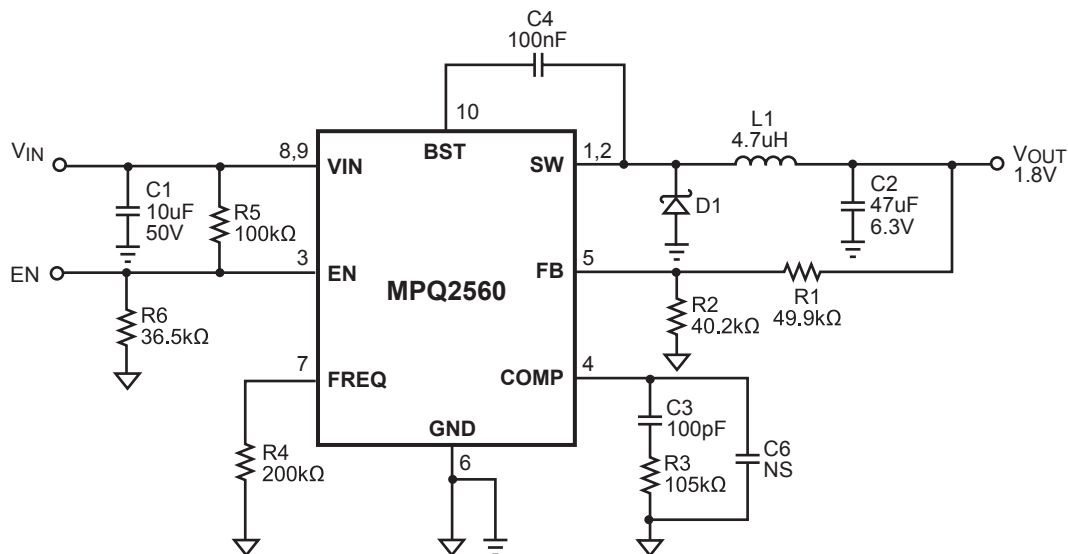 C4
100nF
10
L1
4.7uH
VIN
8,9
VIN
BST
SW
1,2
VOUT
1.8V
C1
10uF
50V
R5
100kΩ
D1
C2
47uF
6.3V
EN
3
EN
FB
5
MPQ2560
R6
36.5kΩ
R2
40.2kΩ
R1
49.9kΩ
7
FREQ
COMP
4
GND
6
R4
200kΩ
C3
100pF
R3
105kΩ
C6
NS